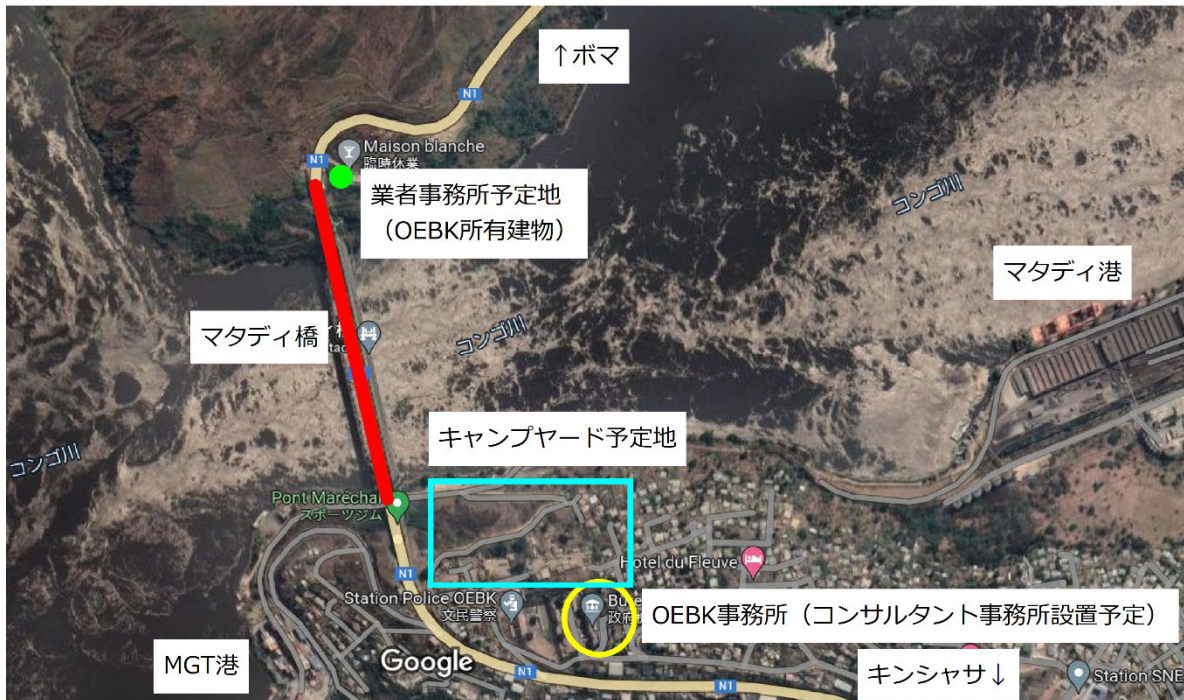 ↑ボマ
N1
Maison blanche
臨時休業
N1
業者事務所予定地
（OEBK所有建物）
コンゴ川
マタディ港
マタディ橋
コンゴ川
コンゴ川
キャンプヤード予定地
Pont Maréchal
スポーツジム
Hotel du Fleuve
N1
Station Police OEBK
文民警察
OEBK事務所（コンサルタント事務所設置予定）
MGT港
Google
N1
キンシャサ↓
N1
Station SNE